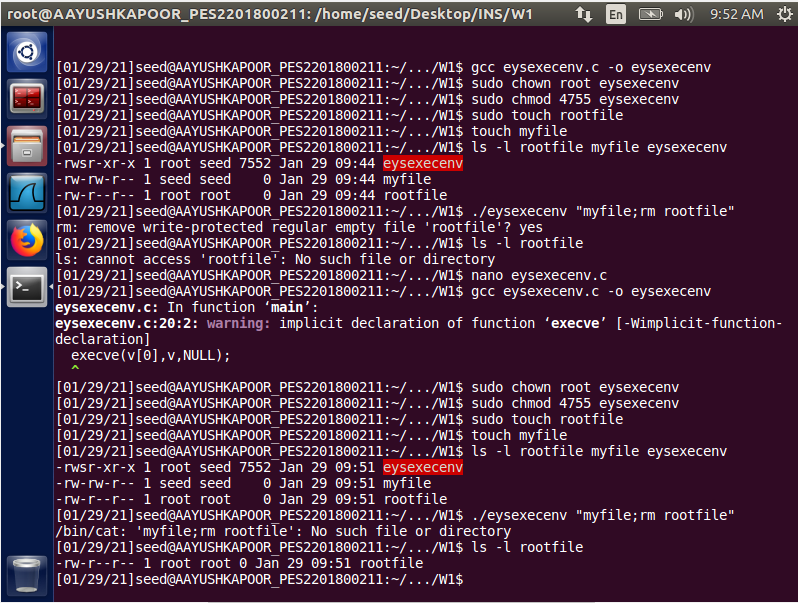 root@AAYUSHKAPOOR_PES2201800211: /home/seed/Desktop/INS/W1 En 9:52 AM
[01/29/21]seed@AAYUSHKAPOOR_PES2201800211:~/.../W1$ gcc eysexecenv.c -o eysexecenv
[01/29/21]seed@AAYUSHKAPOOR_PES2201800211:~/.../W1$ sudo chown root eysexecenv
[01/29/21]seed@AAYUSHKAPOOR_PES2201800211:~/.../W1$ sudo chmod 4755 eysexecenv
[01/29/21]seed@AAYUSHKAPOOR_PES2201800211:~/.../W1$ sudo touch rootfile
[01/29/21]seed@AAYUSHKAPOOR_PES2201800211:~/.../W1$ touch myfile
[01/29/21]seed@AAYUSHKAPOOR_PES2201800211:~/.../W1$ ls -l rootfile myfile eysexecenv
-rwsr-xr-x 1 root seed 7552 Jan 29 09:44 eysexecenv
-rw-rw-r-- 1 seed seed    0 Jan 29 09:44 myfile
-rw-r--r-- 1 root root    0 Jan 29 09:44 rootfile
[01/29/21]seed@AAYUSHKAPOOR_PES2201800211:~/.../W1$ ./eysexecenv "myfile;rm rootfile"
rm: remove write-protected regular empty file 'rootfile'? yes
[01/29/21]seed@AAYUSHKAPOOR_PES2201800211:~/.../W1$ ls -l rootfile
ls: cannot access 'rootfile': No such file or directory
[01/29/21]seed@AAYUSHKAPOOR_PES2201800211:~/.../W1$ nano eysexecenv.c
[01/29/21]seed@AAYUSHKAPOOR_PES2201800211:~/.../W1$ gcc eysexecenv.c -o eysexecenv
eysexecenv.c: In function ‘main’:
eysexecenv.c:20:2: warning: implicit declaration of function ‘execve’ [-Wimplicit-function-
declaration]
  execve(v[0],v,NULL);
  ^
[01/29/21]seed@AAYUSHKAPOOR_PES2201800211:~/.../W1$ sudo chown root eysexecenv
[01/29/21]seed@AAYUSHKAPOOR_PES2201800211:~/.../W1$ sudo chmod 4755 eysexecenv
[01/29/21]seed@AAYUSHKAPOOR_PES2201800211:~/.../W1$ sudo touch rootfile
[01/29/21]seed@AAYUSHKAPOOR_PES2201800211:~/.../W1$ touch myfile
[01/29/21]seed@AAYUSHKAPOOR_PES2201800211:~/.../W1$ ls -l rootfile myfile eysexecenv
-rwsr-xr-x 1 root seed 7552 Jan 29 09:51 eysexecenv
-rw-rw-r-- 1 seed seed    0 Jan 29 09:51 myfile
-rw-r--r-- 1 root root    0 Jan 29 09:51 rootfile
[01/29/21]seed@AAYUSHKAPOOR_PES2201800211:~/.../W1$ ./eysexecenv "myfile;rm rootfile"
/bin/cat: 'myfile;rm rootfile': No such file or directory
[01/29/21]seed@AAYUSHKAPOOR_PES2201800211:~/.../W1$ ls -l rootfile
-rw-r--r-- 1 root root 0 Jan 29 09:51 rootfile
[01/29/21]seed@AAYUSHKAPOOR_PES2201800211:~/.../W1$